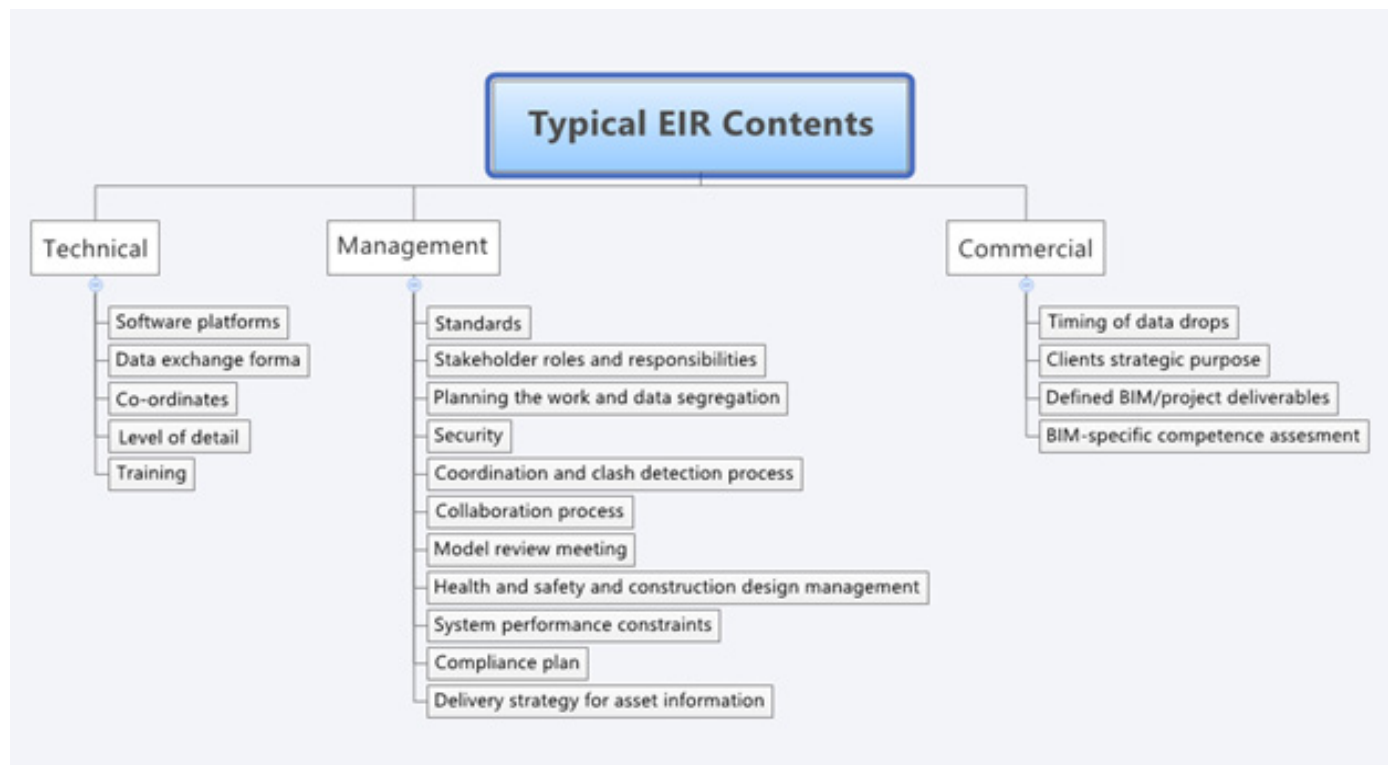 Typical EIR Contents
Technical
Software platforms
Data exchange forma
Co-ordinates
Level of detail
Training
Management
Standards
Stakeholder roles and responsibilities
Planning the work and data segregation
Security
Coordination and clash detection process
Collaboration process
Model review meeting
Health and safety and construction design management
System performance constraints
Compliance plan
Delivery strategy for asset information
Commercial
Timing of data drops
Clients strategic purpose
Defined BIM/project deliverables
BIM-specific competence assesment